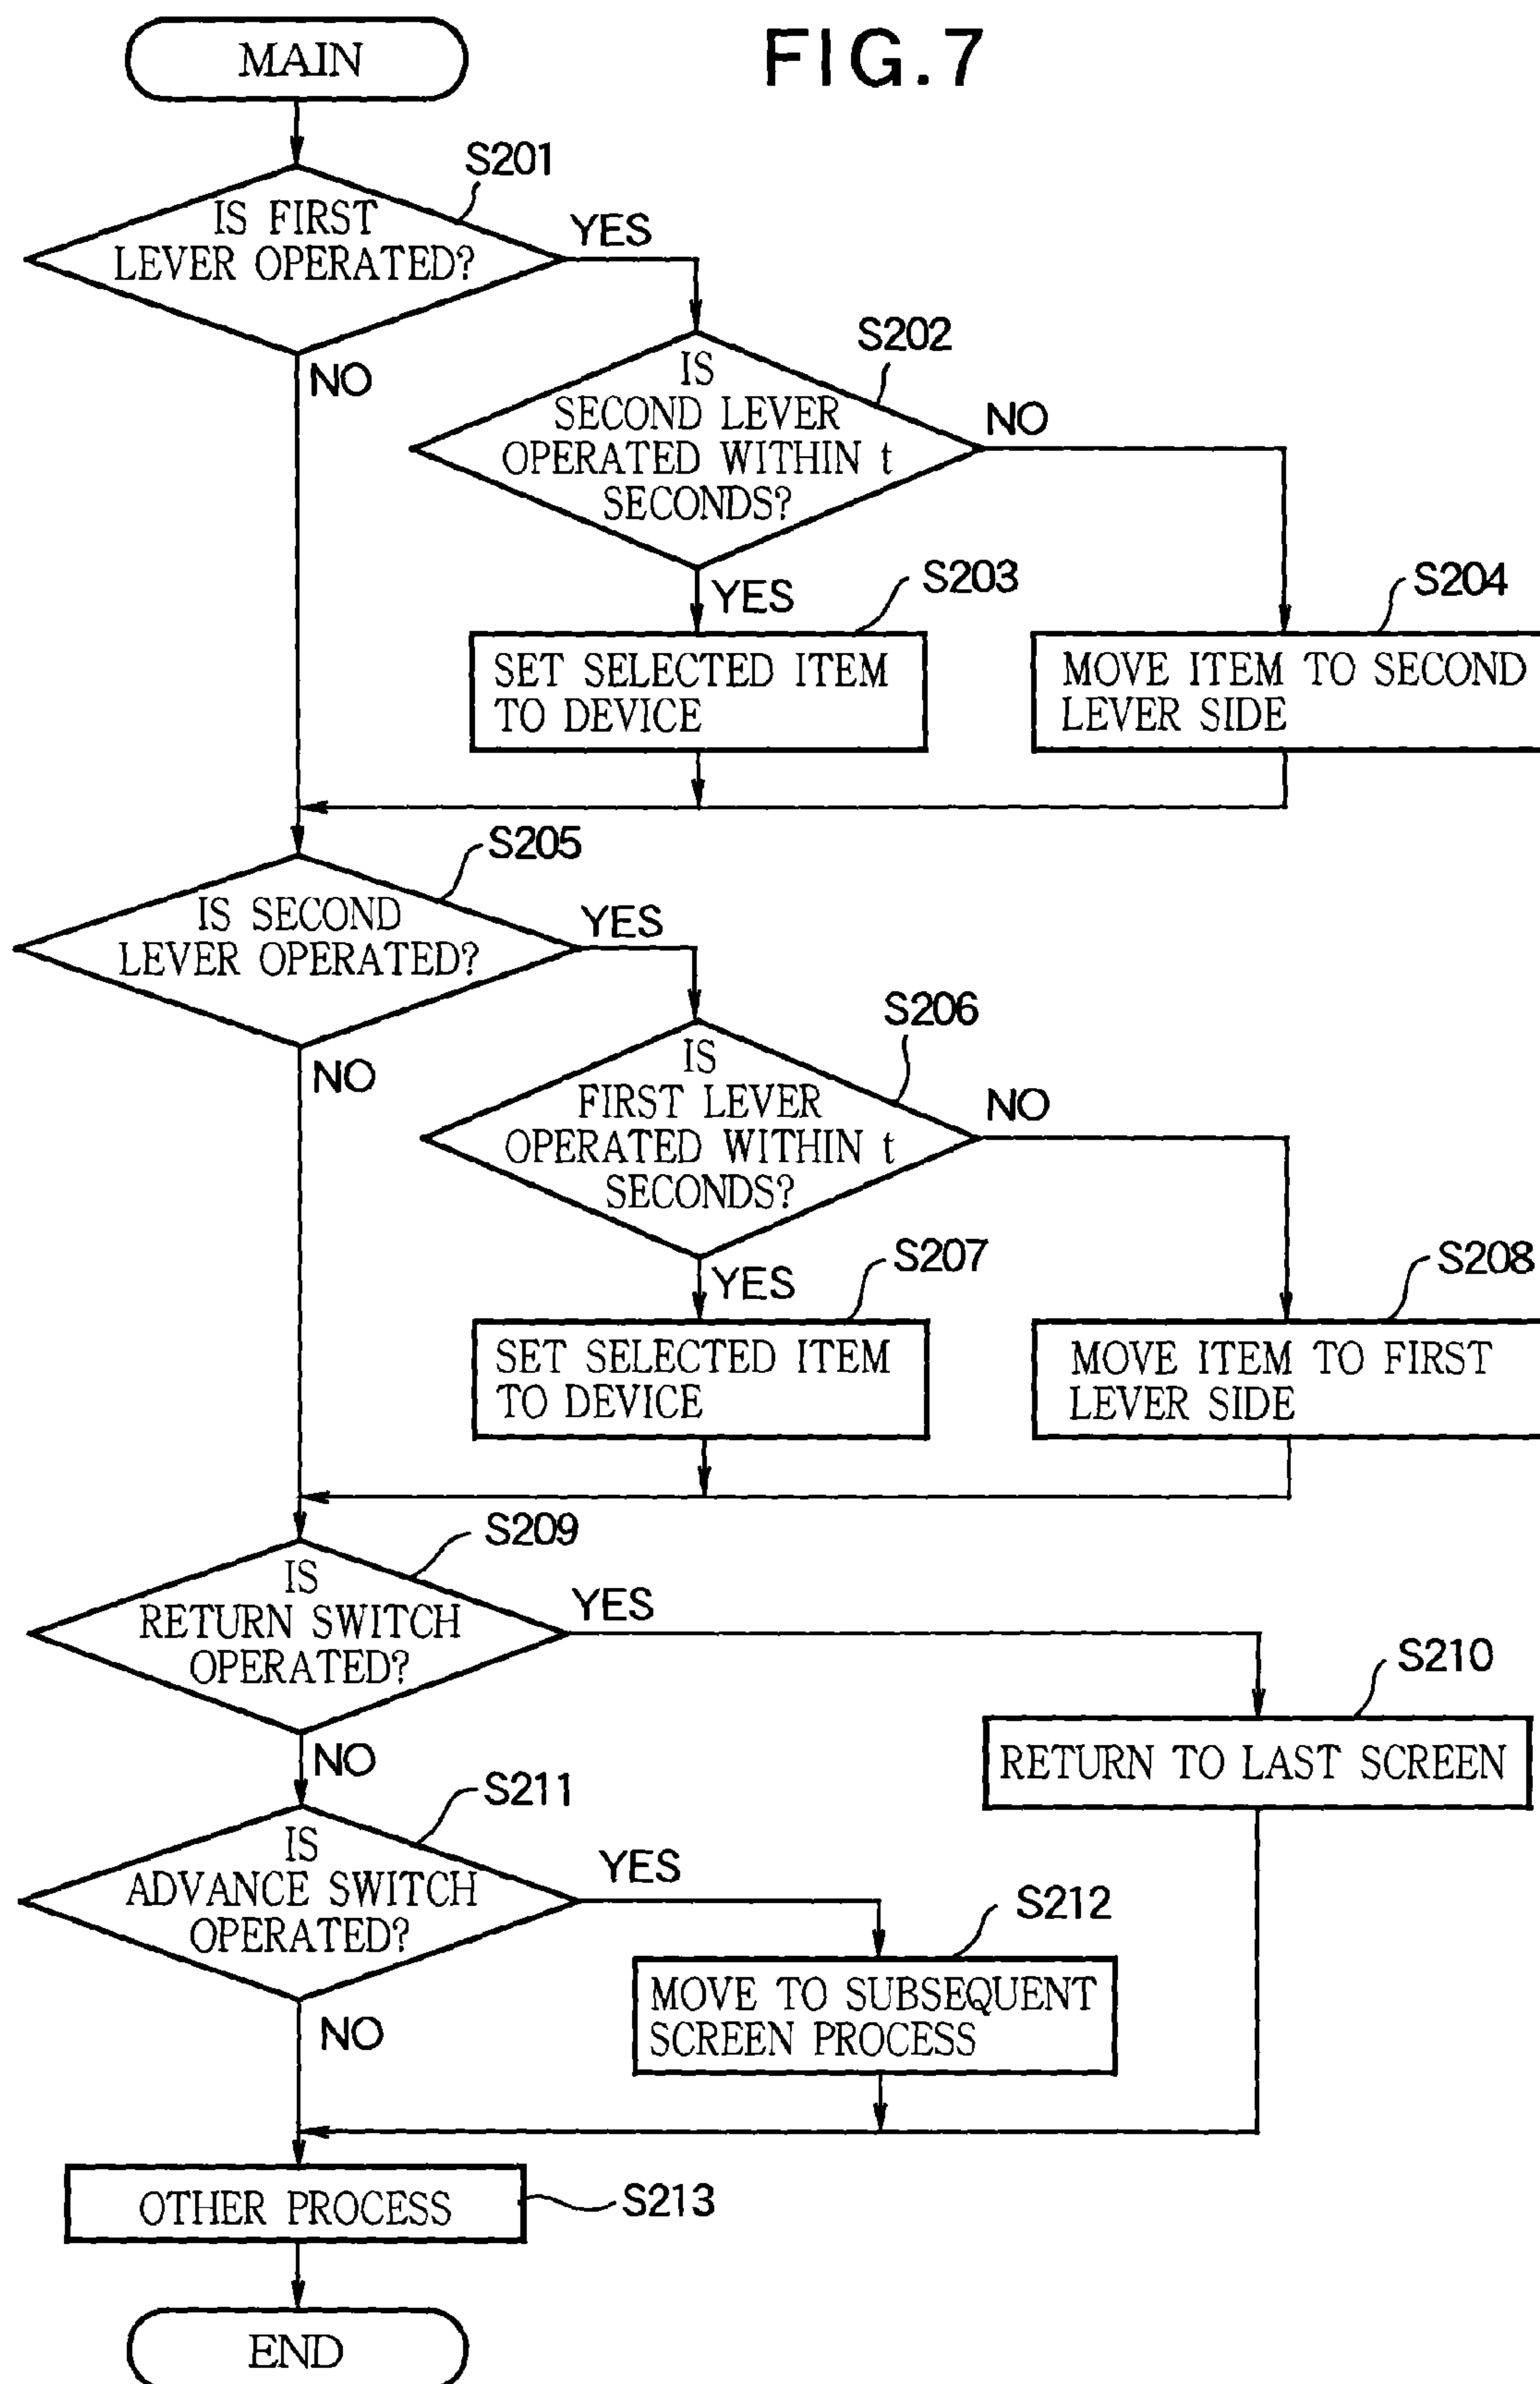 FIG.7
MAIN
S201
IS FIRST
LEVER OPERATED?
YES
NO
S202
IS
SECOND LEVER
OPERATED WITHIN t
SECONDS?
NO
YES
S203
SET SELECTED ITEM
TO DEVICE
S204
MOVE ITEM TO SECOND
LEVER SIDE
S205
IS SECOND
LEVER OPERATED?
YES
NO
S206
IS
FIRST LEVER
OPERATED WITHIN t
SECONDS?
NO
YES
S207
SET SELECTED ITEM
TO DEVICE
S208
MOVE ITEM TO FIRST
LEVER SIDE
S209
IS
RETURN SWITCH
OPERATED?
YES
NO
S210
RETURN TO LAST SCREEN
S211
IS
ADVANCE SWITCH
OPERATED?
YES
NO
S212
MOVE TO SUBSEQUENT
SCREEN PROCESS
OTHER PROCESS
S213
END